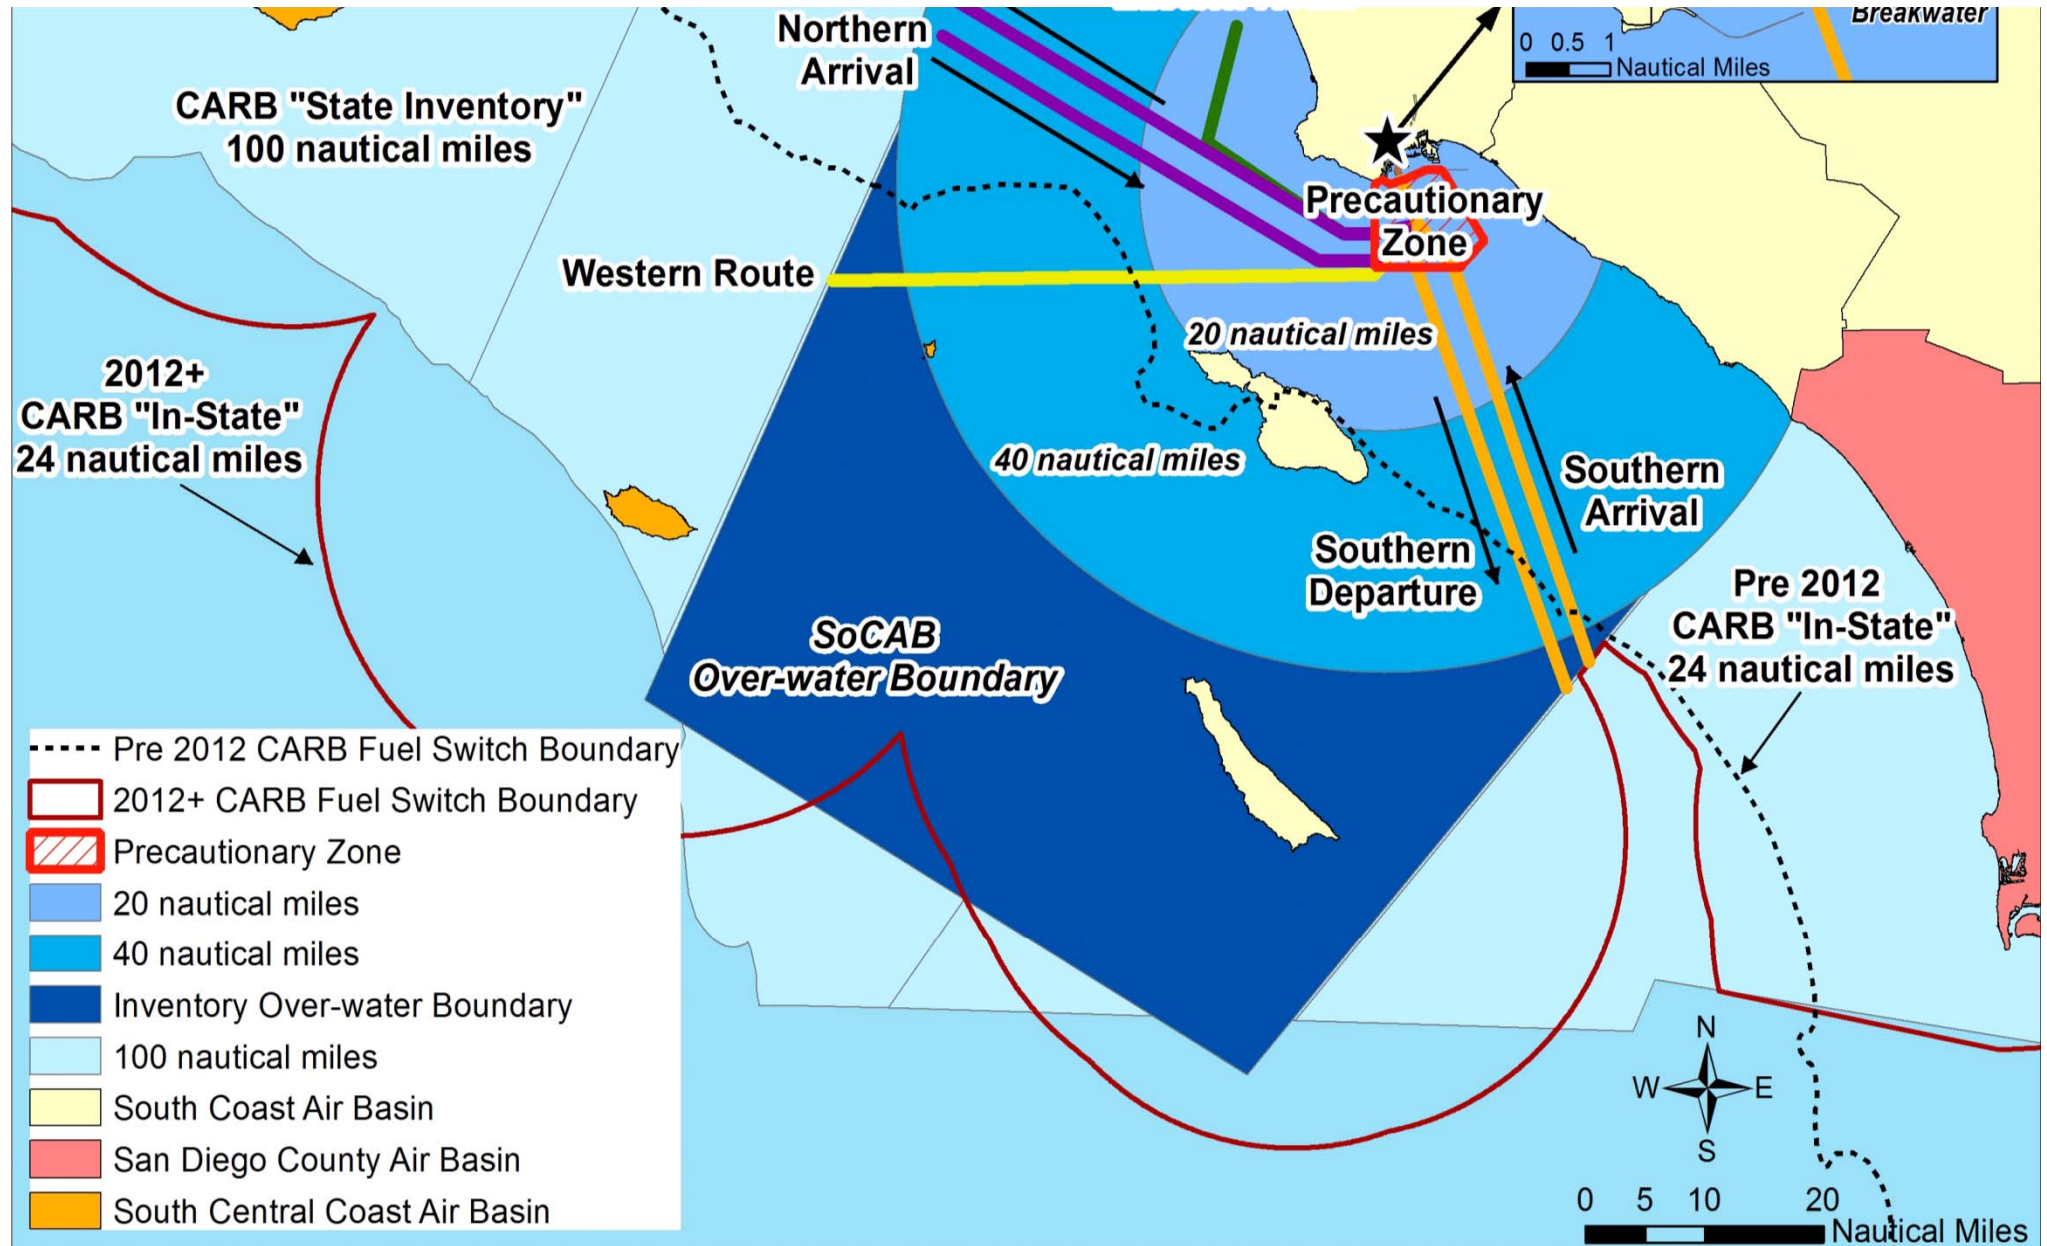 Northern
Arrival
Breakwater
0 0.5 1
Nautical Miles
CARB "State Inventory"
100 nautical miles
Precautionary
Zone
Western Route
20 nautical miles
2012+
CARB "In-State"
24 nautical miles
40 nautical miles
Southern
Arrival
Southern
Departure
Pre 2012
CARB "In-State"
24 nautical miles
SoCAB
Over-water Boundary
Pre 2012 CARB Fuel Switch Boundary
2012+ CARB Fuel Switch Boundary
Precautionary Zone
20 nautical miles
40 nautical miles
Inventory Over-water Boundary
100 nautical miles
South Coast Air Basin
San Diego County Air Basin
South Central Coast Air Basin
N
W E
S
0 5 10 20
Nautical Miles